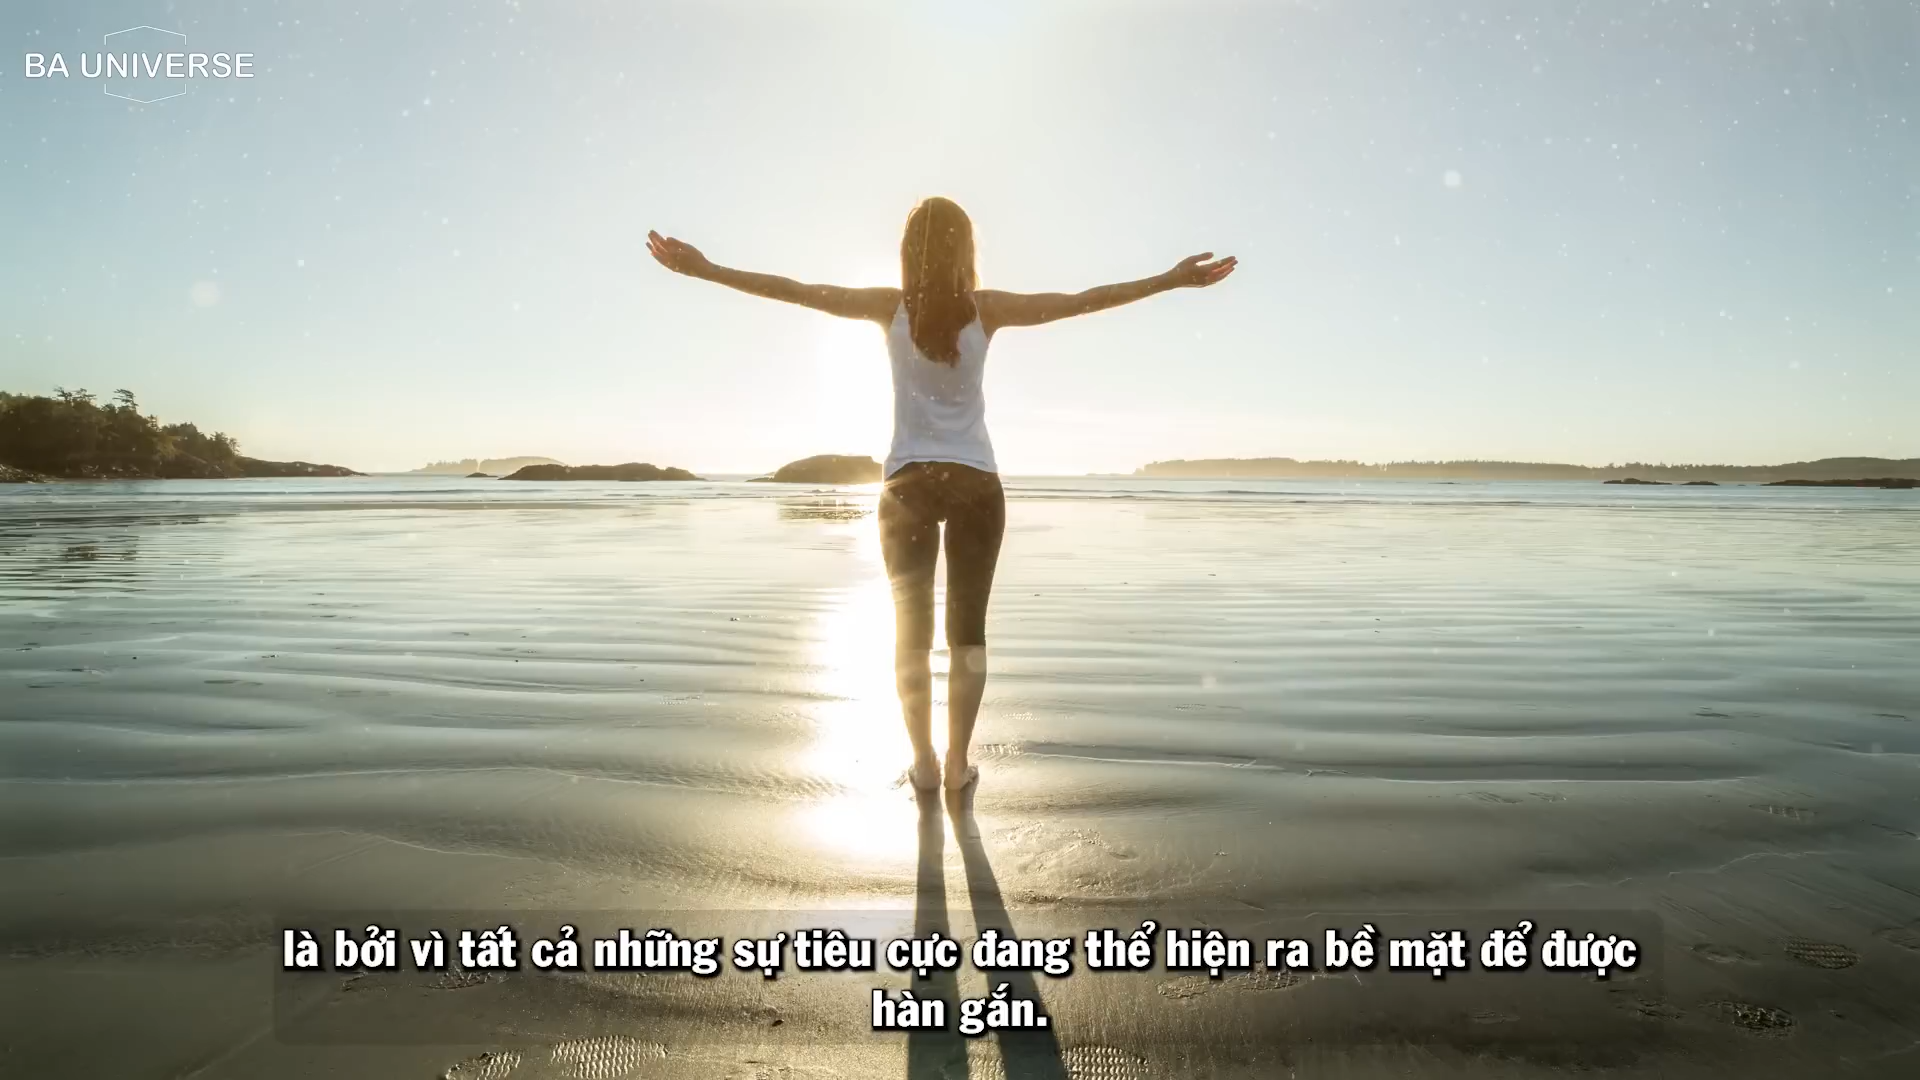 BA UNIVERSE
là bởi vì tất cả những sự tiêu cực đang thể hiện ra bề mặt để được
hàn gắn.